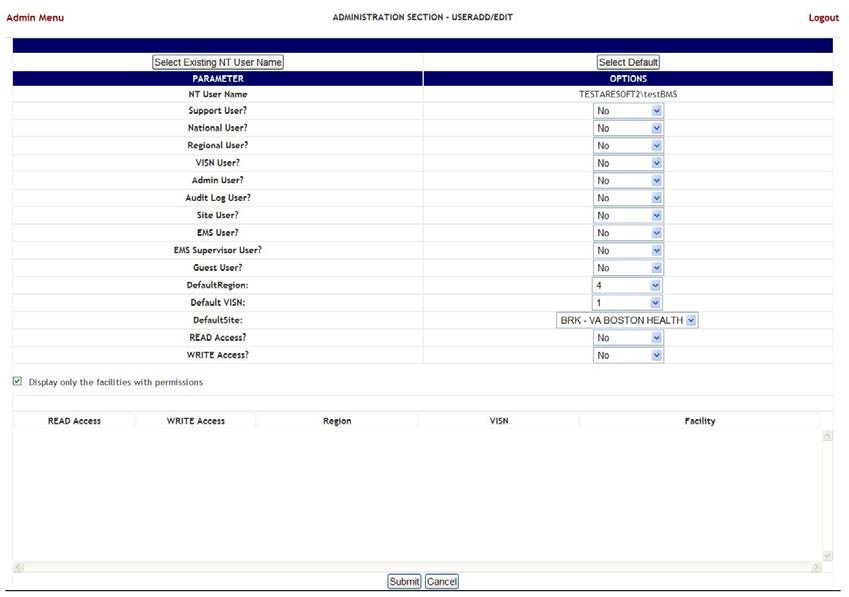 Admin Menu ADMINISTRATION SECTION - USERADD/EDIT Logout
Select Existing NT User Name Select Default
PARAMETER OPTIONS
NT User Name TESTARESOFT2\testBMS
Support User? No
National User? No
Regional User? No
VISN User? No
Admin User? No
Audit Log User? No
Site User? No
EMS User? No
EMS Supervisor User? No
Guest User? No
DefaultRegion: 4
Default VISN: 1
DefaultSite: BRK - VA BOSTON HEALTH
READ Access? No
WRITE Access? No
Display only the facilities with permissions
READ Access WRITE Access Region VISN Facility
Submit Cancel